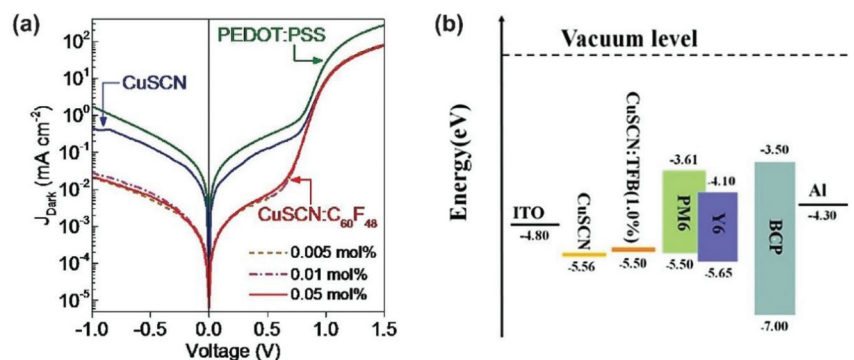 (a)
10²
10¹
10⁰
10⁻¹
10⁻²
10⁻³
10⁻⁴
10⁻⁵
J_Dark (mA cm⁻²)
PEDOT:PSS
CuSCN
CuSCN:C₆₀F₄₈
0.005 mol%
0.01 mol%
0.05 mol%
-1.0 -0.5 0.0 0.5 1.0 1.5
Voltage (V)
(b)
Vacuum level
Energy(eV)
ITO
-4.80
CuSCN
-5.56
CuSCN:TFB(1.0%)
-5.50
-3.61
PM6
-5.50
-4.10
Y6
-5.65
-3.50
BCP
-7.00
Al
-4.30